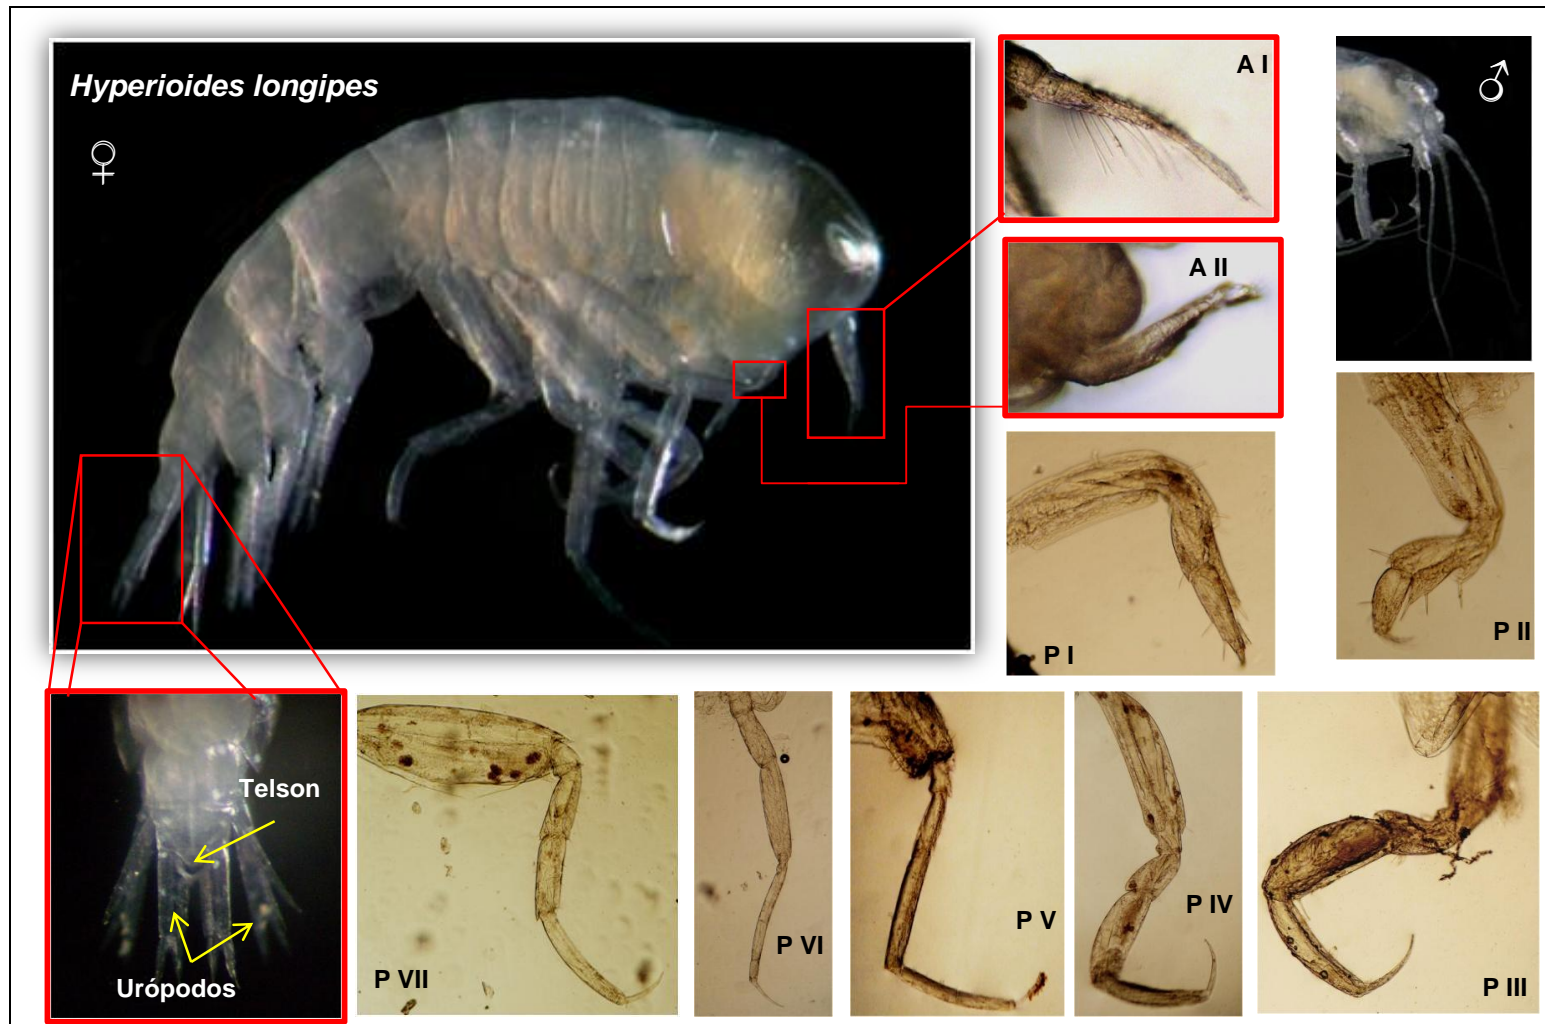 Hyperioides longipes
♀
A I
♂
A II
P I
P II
Telson
Urópodos
P VII
P VI
P V
P IV
P III